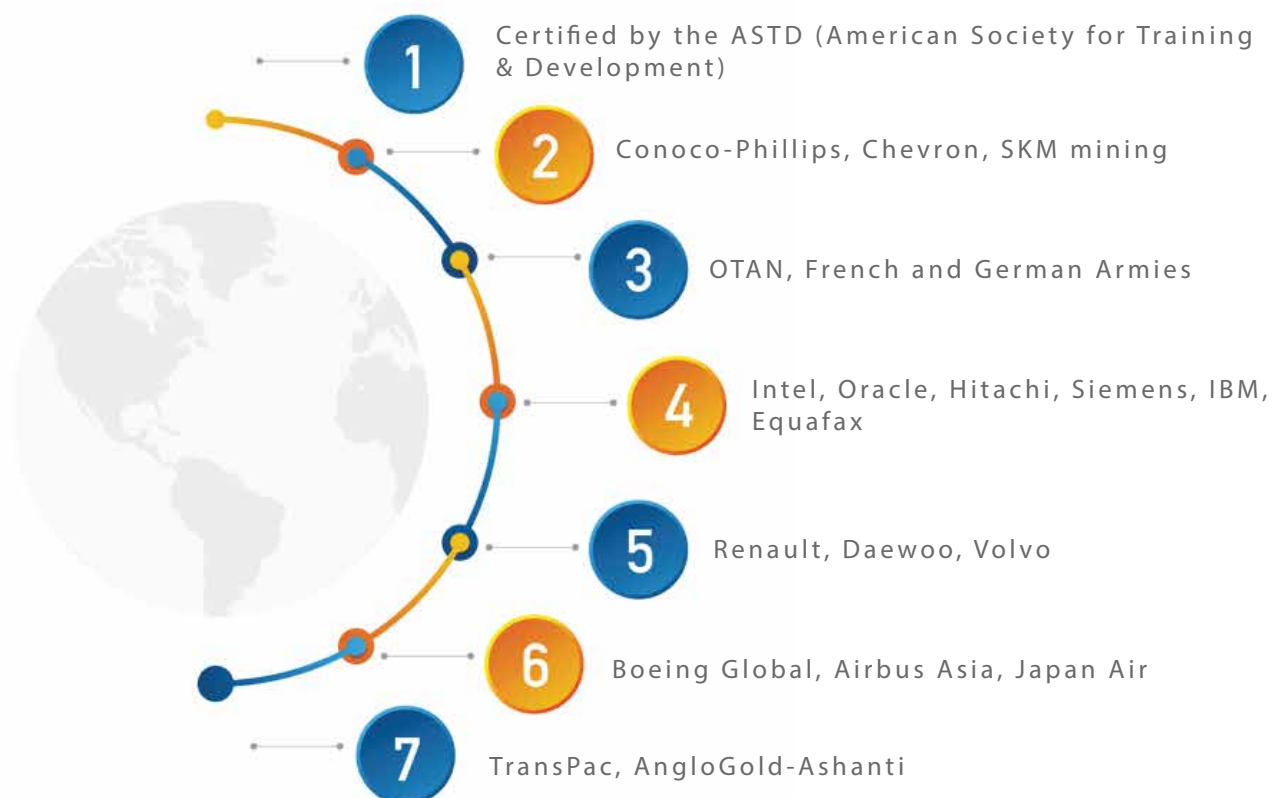 1
Certified by the ASTD (American Society for Training
& Development)
2
Conoco-Phillips, Chevron, SKM mining
3
OTAN, French and German Armies
4
Intel, Oracle, Hitachi, Siemens, IBM,
Equafax
5
Renault, Daewoo, Volvo
6
Boeing Global, Airbus Asia, Japan Air
7
TransPac, AngloGold-Ashanti